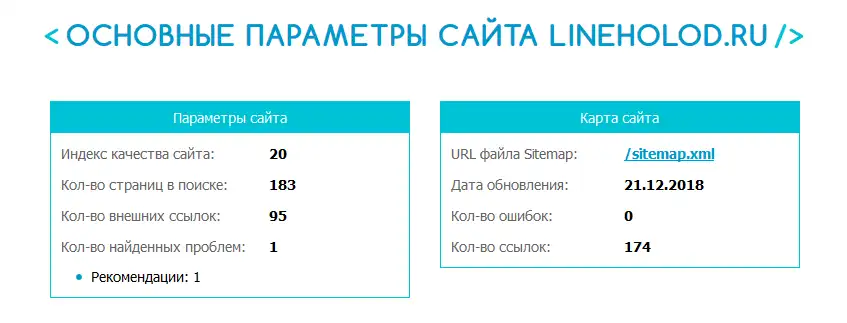 < ОСНОВНЫЕ ПАРАМЕТРЫ САЙТА LINEHOLOD.RU />
Параметры сайта
Индекс качества сайта: 20
Кол-во страниц в поиске: 183
Кол-во внешних ссылок: 95
Кол-во найденных проблем: 1
• Рекомендации: 1
Карта сайта
URL файла Sitemap: /sitemap.xml
Дата обновления: 21.12.2018
Кол-во ошибок: 0
Кол-во ссылок: 174